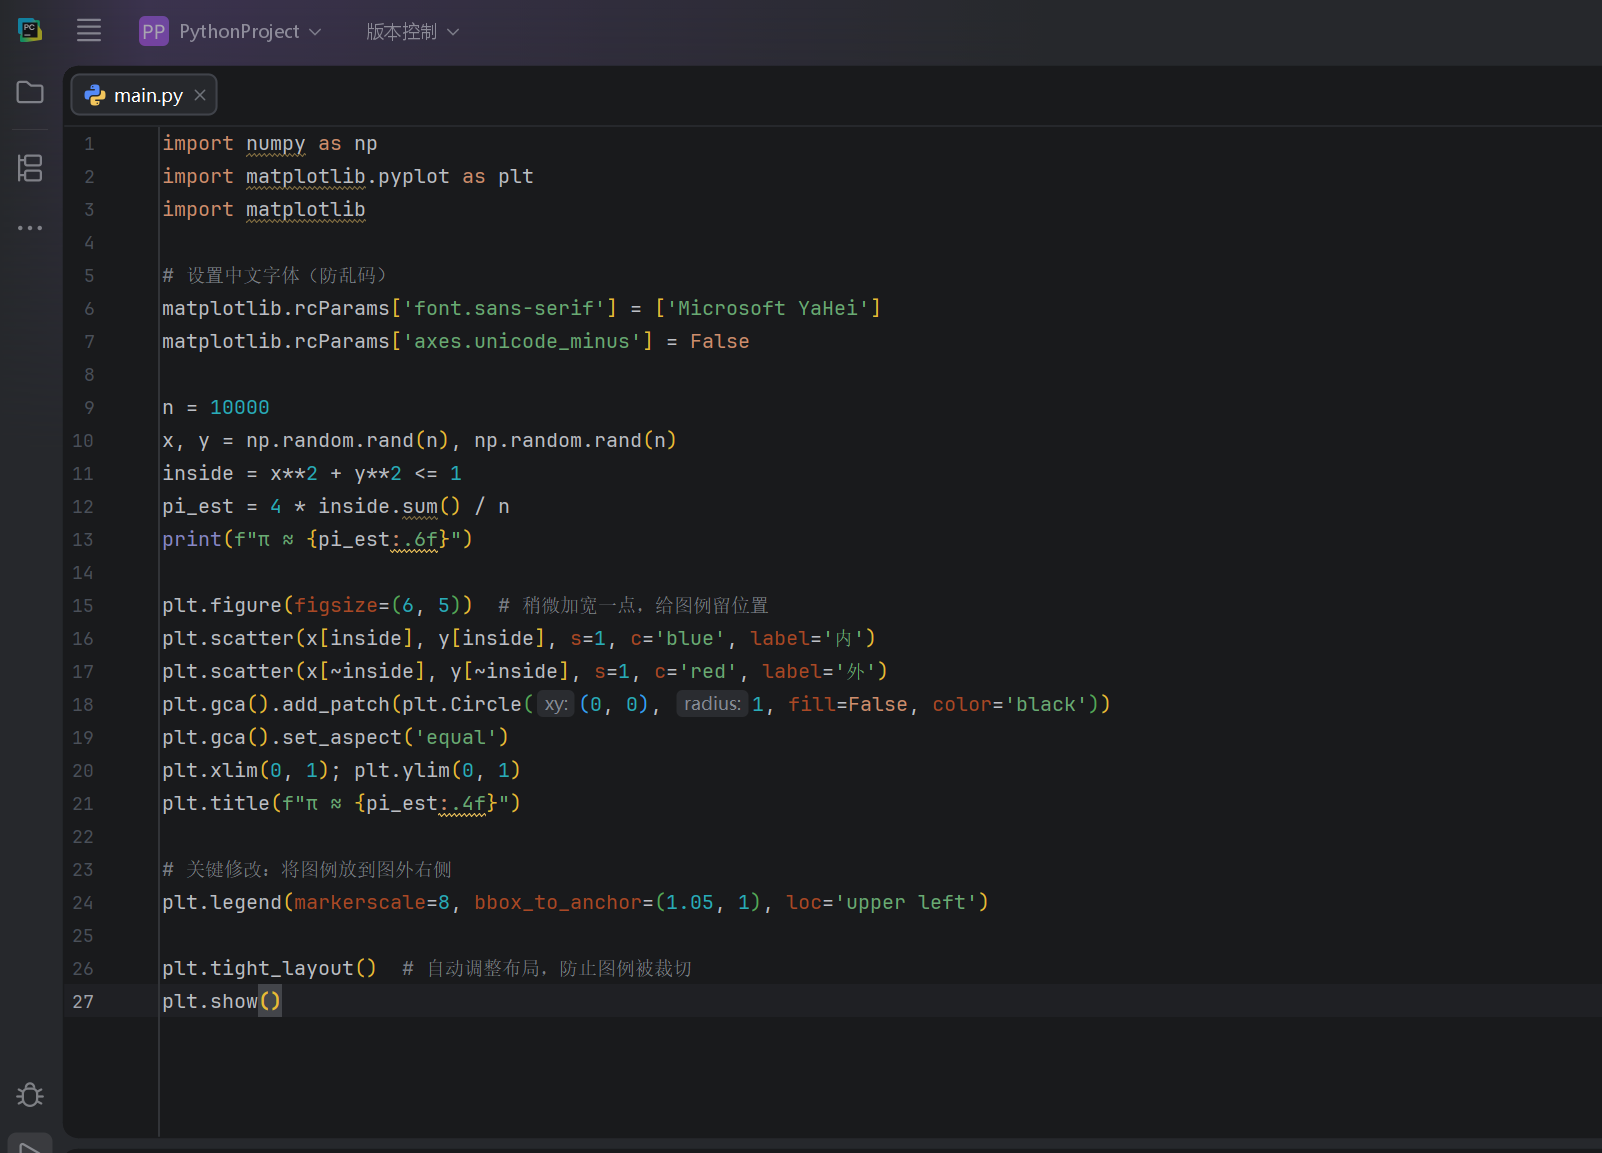 PC
PP PythonProject 版本控制
main.py
1 import numpy as np
2 import matplotlib.pyplot as plt
3 import matplotlib
4
5 # 设置中文字体（防乱码）
6 matplotlib.rcParams['font.sans-serif'] = ['Microsoft YaHei']
7 matplotlib.rcParams['axes.unicode_minus'] = False
8
9 n = 10000
10 x, y = np.random.rand(n), np.random.rand(n)
11 inside = x**2 + y**2 <= 1
12 pi_est = 4 * inside.sum() / n
13 print(f"π ≈ {pi_est:.6f}")
14
15 plt.figure(figsize=(6, 5))  # 稍微加宽一点，给图例留位置
16 plt.scatter(x[inside], y[inside], s=1, c='blue', label='内')
17 plt.scatter(x[~inside], y[~inside], s=1, c='red', label='外')
18 plt.gca().add_patch(plt.Circle( xy: (0, 0), radius: 1, fill=False, color='black'))
19 plt.gca().set_aspect('equal')
20 plt.xlim(0, 1); plt.ylim(0, 1)
21 plt.title(f"π ≈ {pi_est:.4f}")
22
23 # 关键修改：将图例放到图外右侧
24 plt.legend(markerscale=8, bbox_to_anchor=(1.05, 1), loc='upper left')
25
26 plt.tight_layout()  # 自动调整布局，防止图例被裁切
27 plt.show()